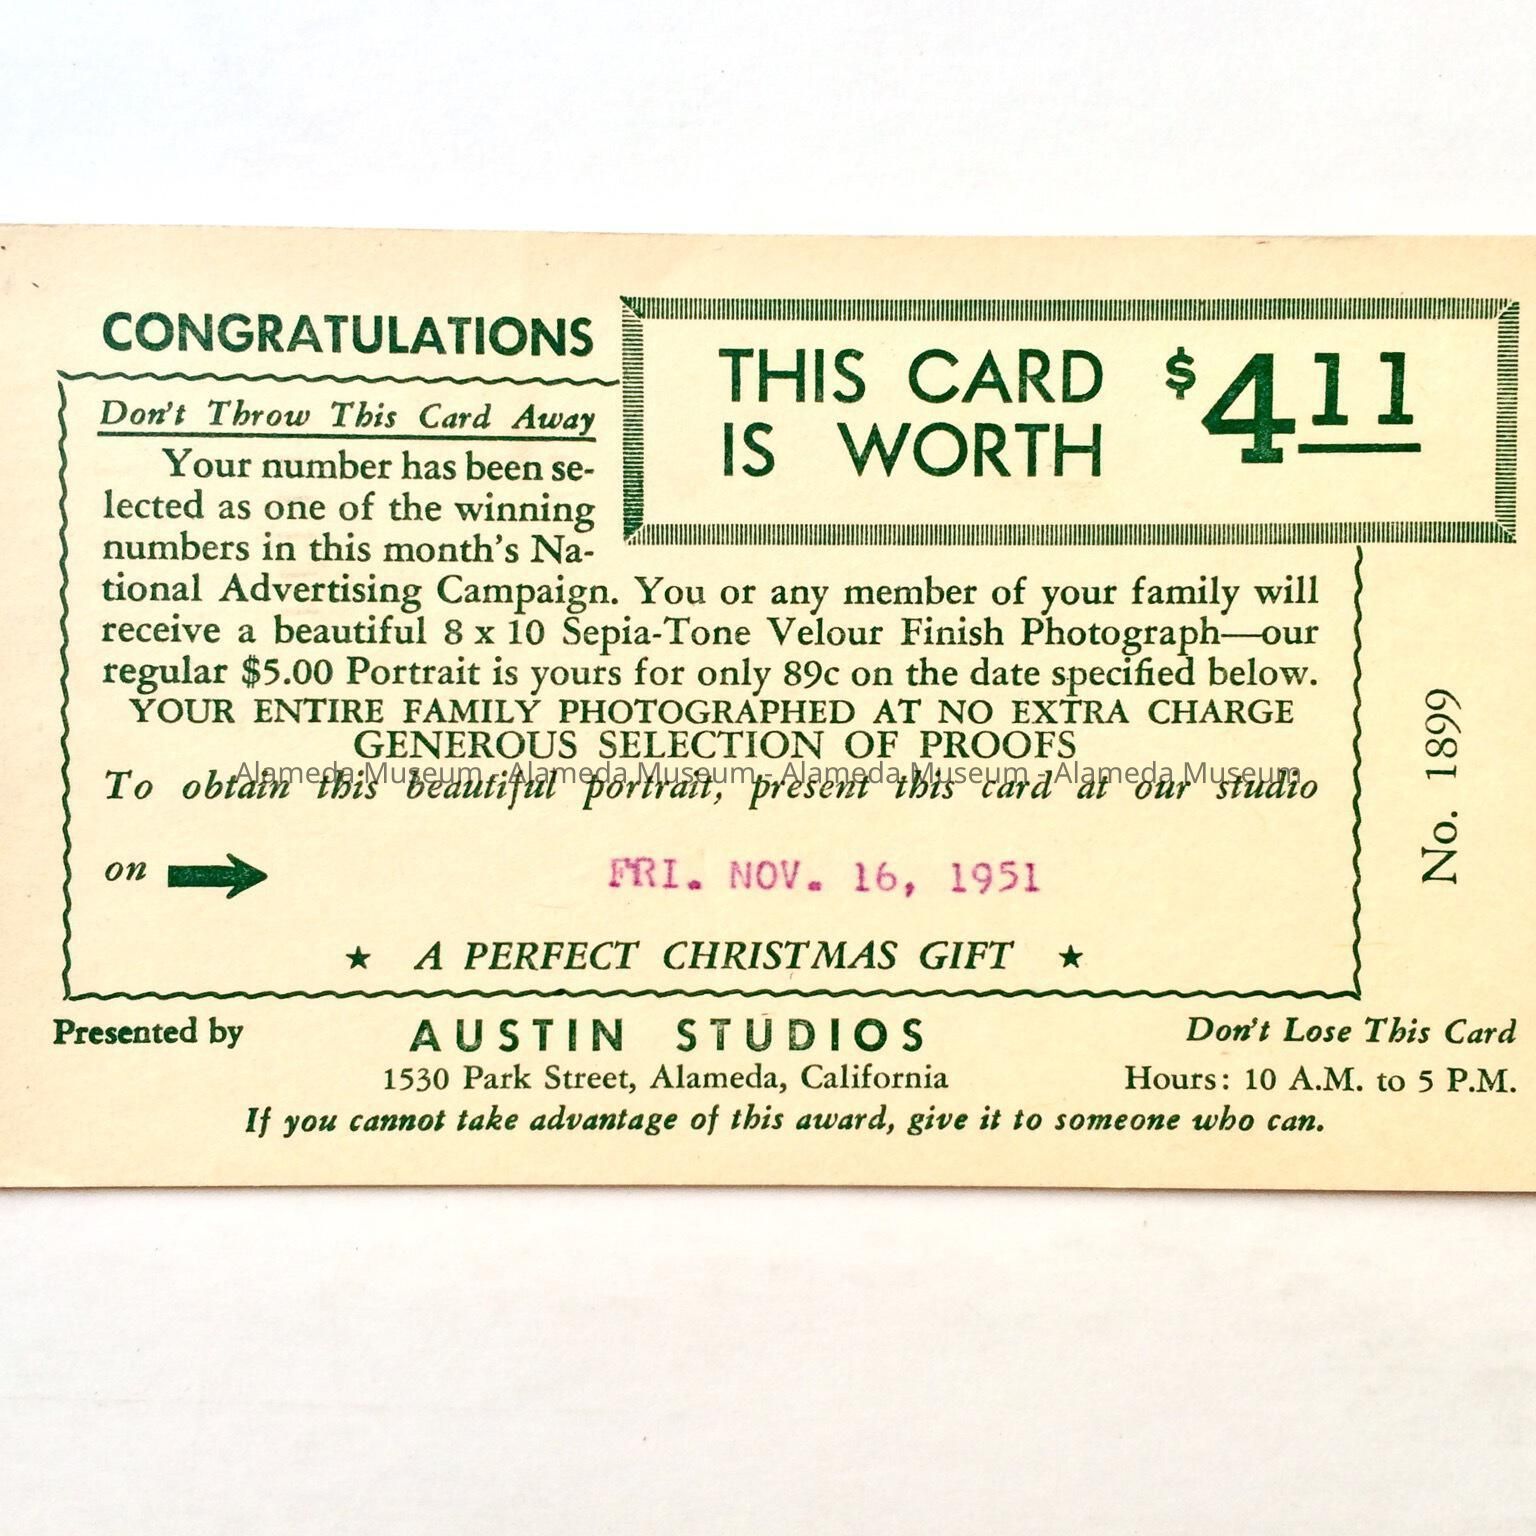 CONGRATULATIONS
THIS CARD IS WORTH $4 11
Don't Throw This Card Away
Your number has been se-
lected as one of the winning
numbers in this month's Na-
tional Advertising Campaign. You or any member of your family will
receive a beautiful 8 x 10 Sepia-Tone Velour Finish Photograph—our
regular $5.00 Portrait is yours for only 89c on the date specified below.
YOUR ENTIRE FAMILY PHOTOGRAPHED AT NO EXTRA CHARGE
GENEROUS SELECTION OF PROOFS
Alameda Museum - Alameda Museum - Alameda Museum - Alameda Museum
To obtain this beautiful portrait, present this card at our studio
on
FRI. NOV. 16, 1951
★ A PERFECT CHRISTMAS GIFT ★
No. 1899
Presented by
AUSTIN STUDIOS
1530 Park Street, Alameda, California
Don't Lose This Card
Hours: 10 A.M. to 5 P.M.
If you cannot take advantage of this award, give it to someone who can.